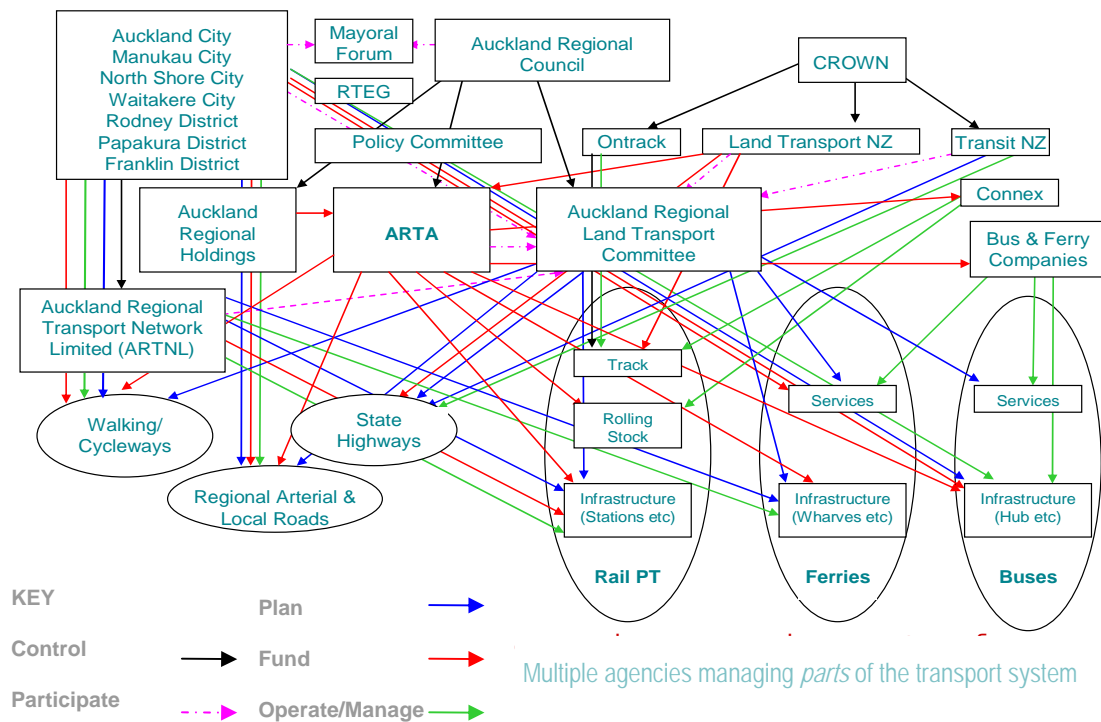 Auckland City
Manukau City
North Shore City
Waitakere City
Rodney District
Papakura District
Franklin District
Mayoral
Forum
RTEG
Auckland Regional
Council
CROWN
Policy Committee
Ontrack
Land Transport NZ
Transit NZ
Connex
Auckland
Regional
Holdings
ARTA
Auckland Regional
Land Transport
Committee
Bus & Ferry
Companies
Auckland Regional
Transport Network
Limited (ARTNL)
Track
Rolling
Stock
Services
Services
Walking/
Cycleways
State
Highways
Regional Arterial &
Local Roads
Infrastructure
(Stations etc)
Infrastructure
(Wharves etc)
Infrastructure
(Hub etc)
Rail PT
Ferries
Buses
KEY
Plan
Control
Fund
Participate
Operate/Manage
Multiple agencies managing parts of the transport system